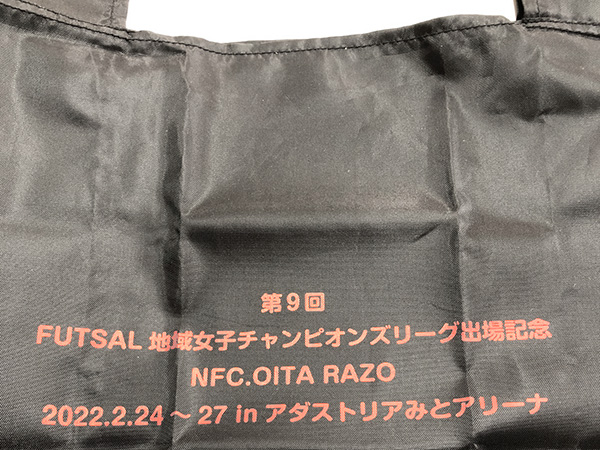 第9回
FUTSAL 地域女子チャンピオンズリーグ出場記念
NFC.OITA RAZO
2022.2.24 〜 27 in アダストリアみとアリーナ